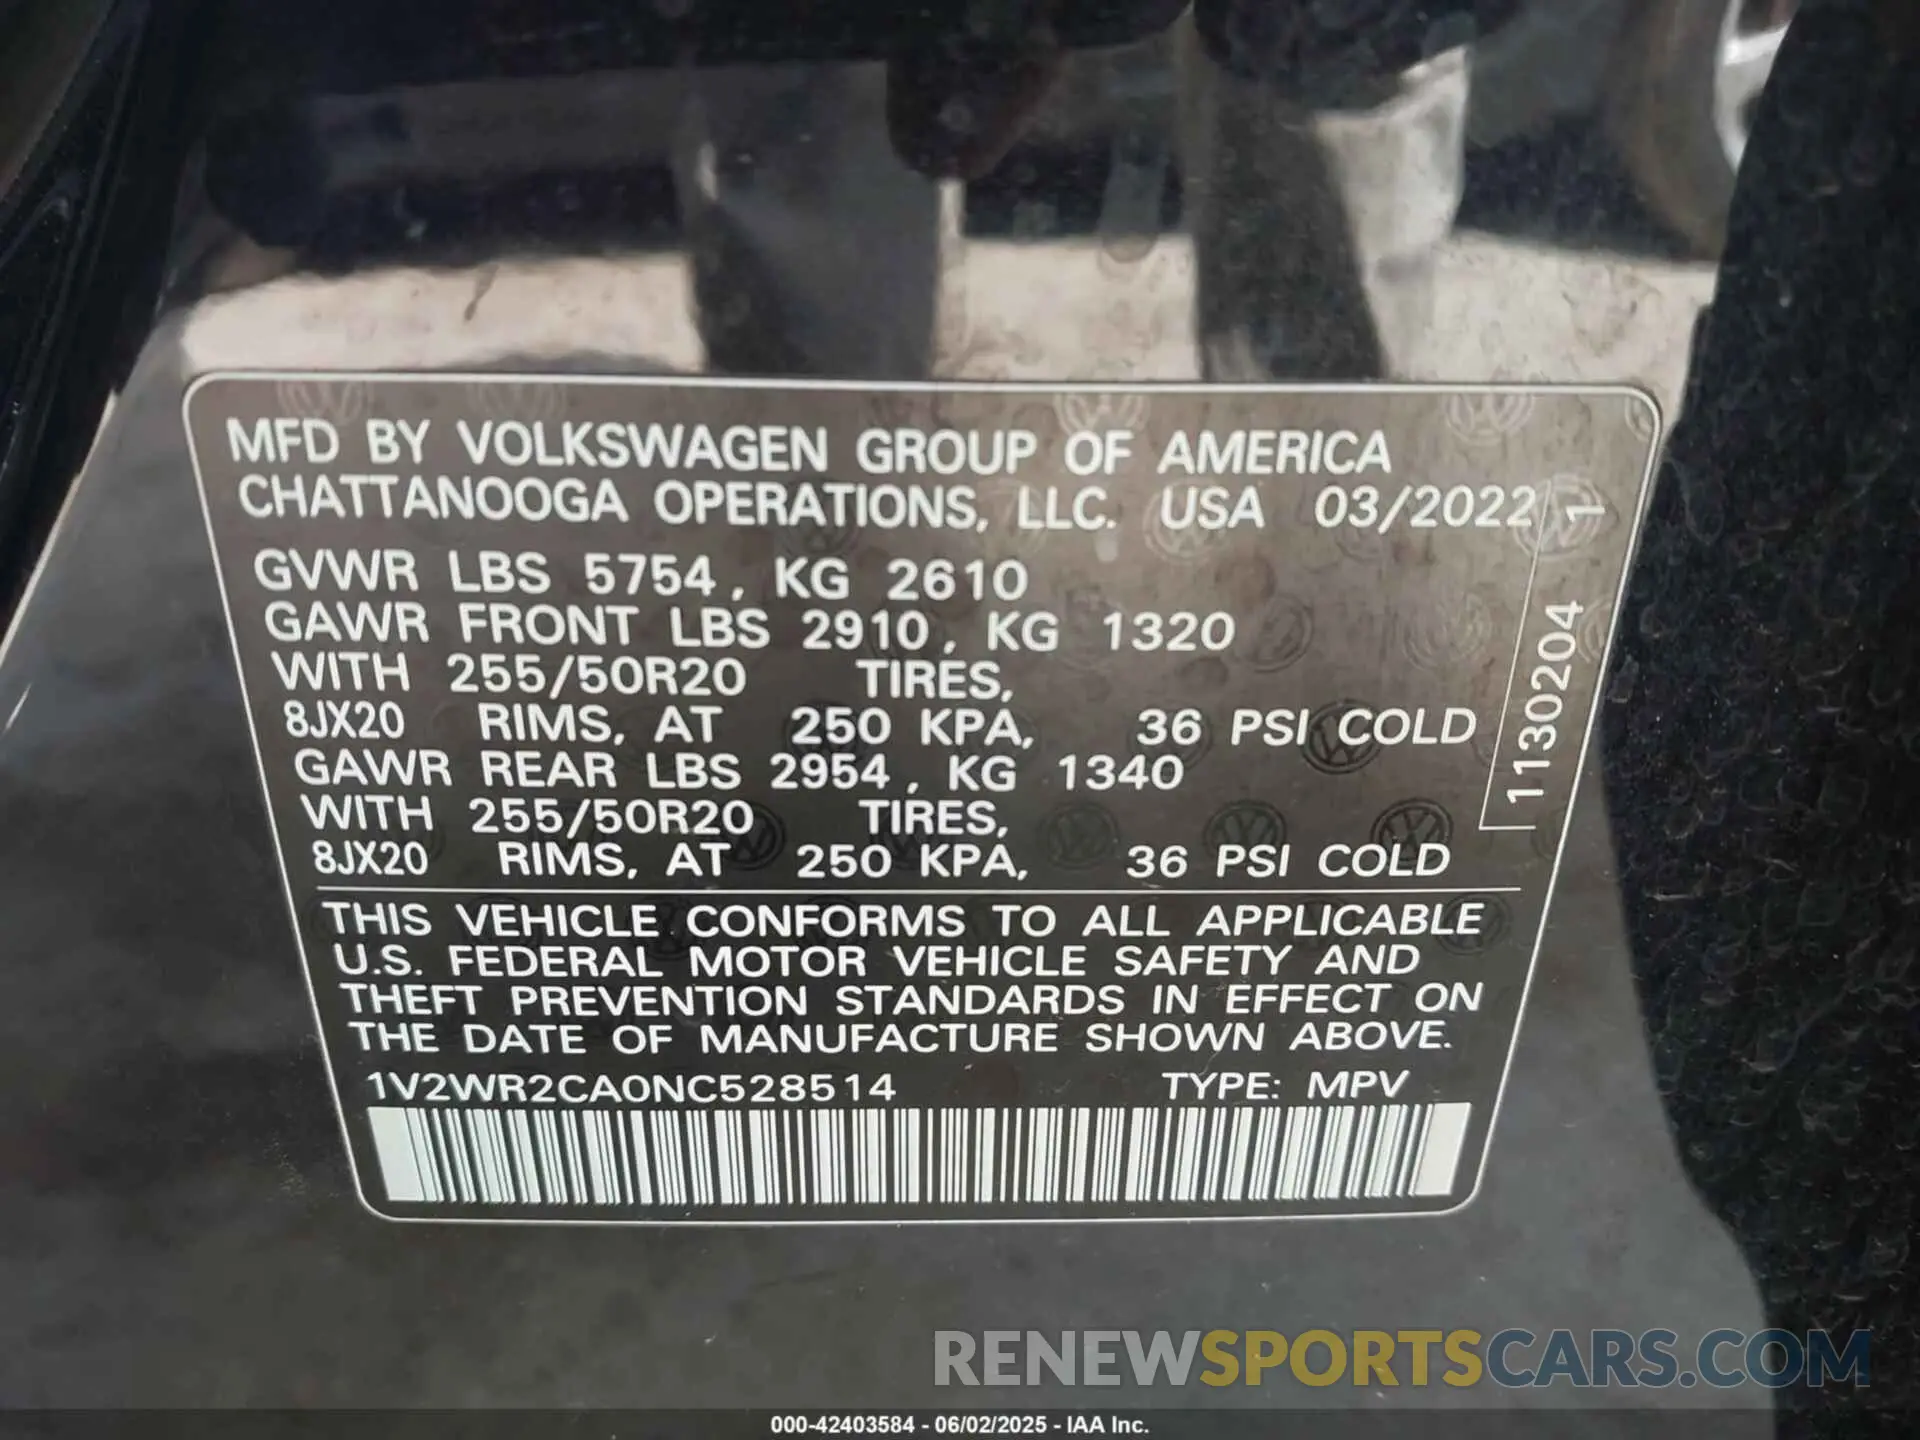 MFD BY VOLKSWAGEN GROUP OF AMERICA
CHATTANOOGA OPERATIONS, LLC. USA 03/2022
GVWR LBS 5754, KG 2610
GAWR FRONT LBS 2910, KG 1320
WITH 255/50R20 TIRES,
8JX20 RIMS, AT 250 KPA, 36 PSI COLD
GAWR REAR LBS 2954, KG 1340
WITH 255/50R20 TIRES,
8JX20 RIMS, AT 250 KPA, 36 PSI COLD
1130204 1
THIS VEHICLE CONFORMS TO ALL APPLICABLE
U.S. FEDERAL MOTOR VEHICLE SAFETY AND
THEFT PREVENTION STANDARDS IN EFFECT ON
THE DATE OF MANUFACTURE SHOWN ABOVE.
1V2WR2CA0NC528514 TYPE: MPV
RENEWSPORTSCARS.COM
000-42403584 - 06/02/2025 - IAA Inc.